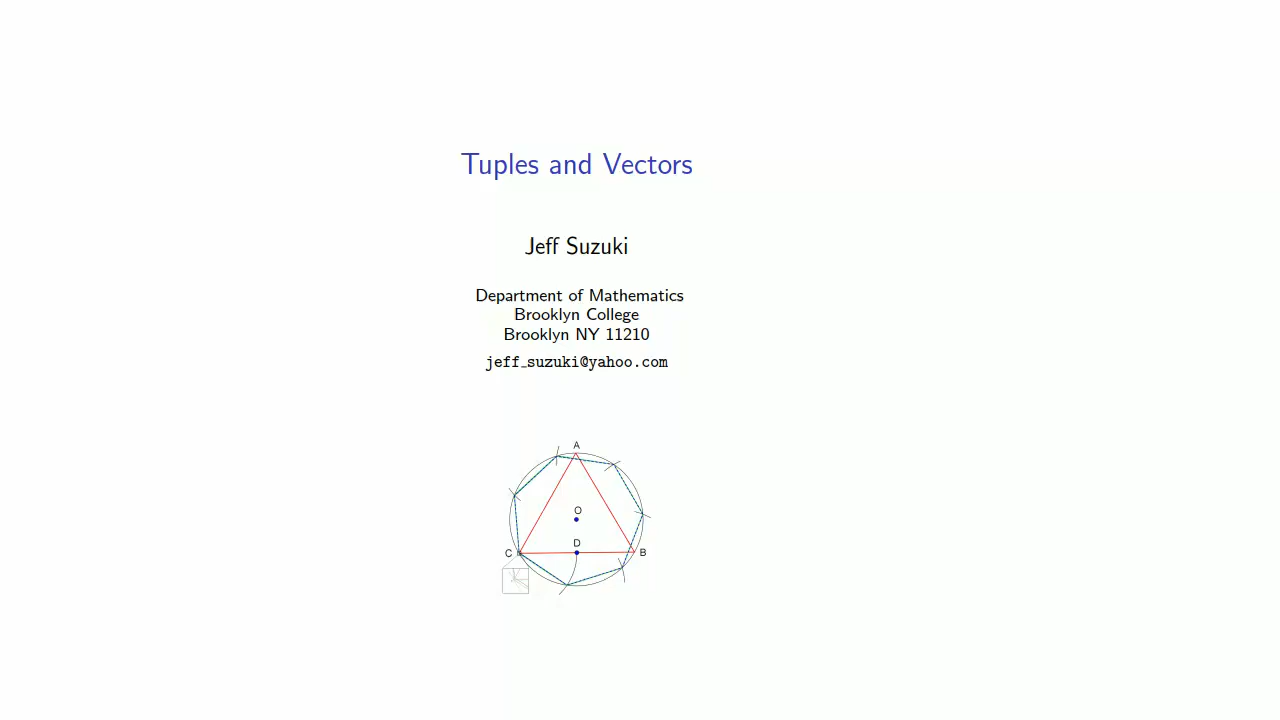 Tuples and Vectors
Jeff Suzuki
Department of Mathematics
Brooklyn College
Brooklyn NY 11210
jeff_suzuki@yahoo.com
A
O
D
C
B